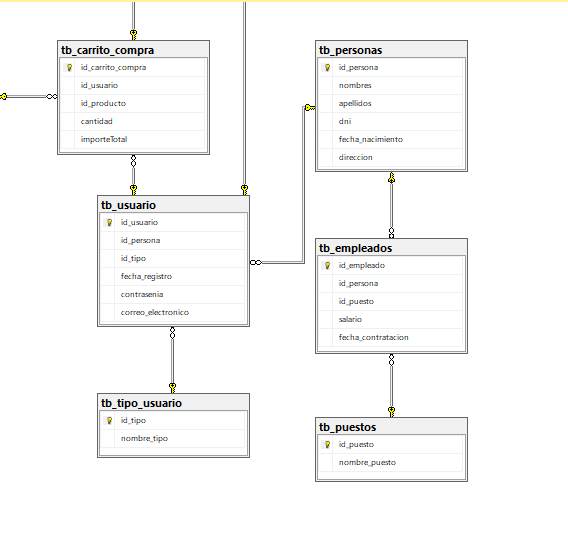 tb_carrito_compra
id_carrito_compra
id_usuario
id_producto
cantidad
importeTotal
tb_personas
id_persona
nombres
apellidos
dni
fecha_nacimiento
direccion
tb_usuario
id_usuario
id_persona
id_tipo
fecha_registro
contrasenia
correo_electronico
tb_empleados
id_empleado
id_persona
id_puesto
salario
fecha_contratacion
tb_tipo_usuario
id_tipo
nombre_tipo
tb_puestos
id_puesto
nombre_puesto